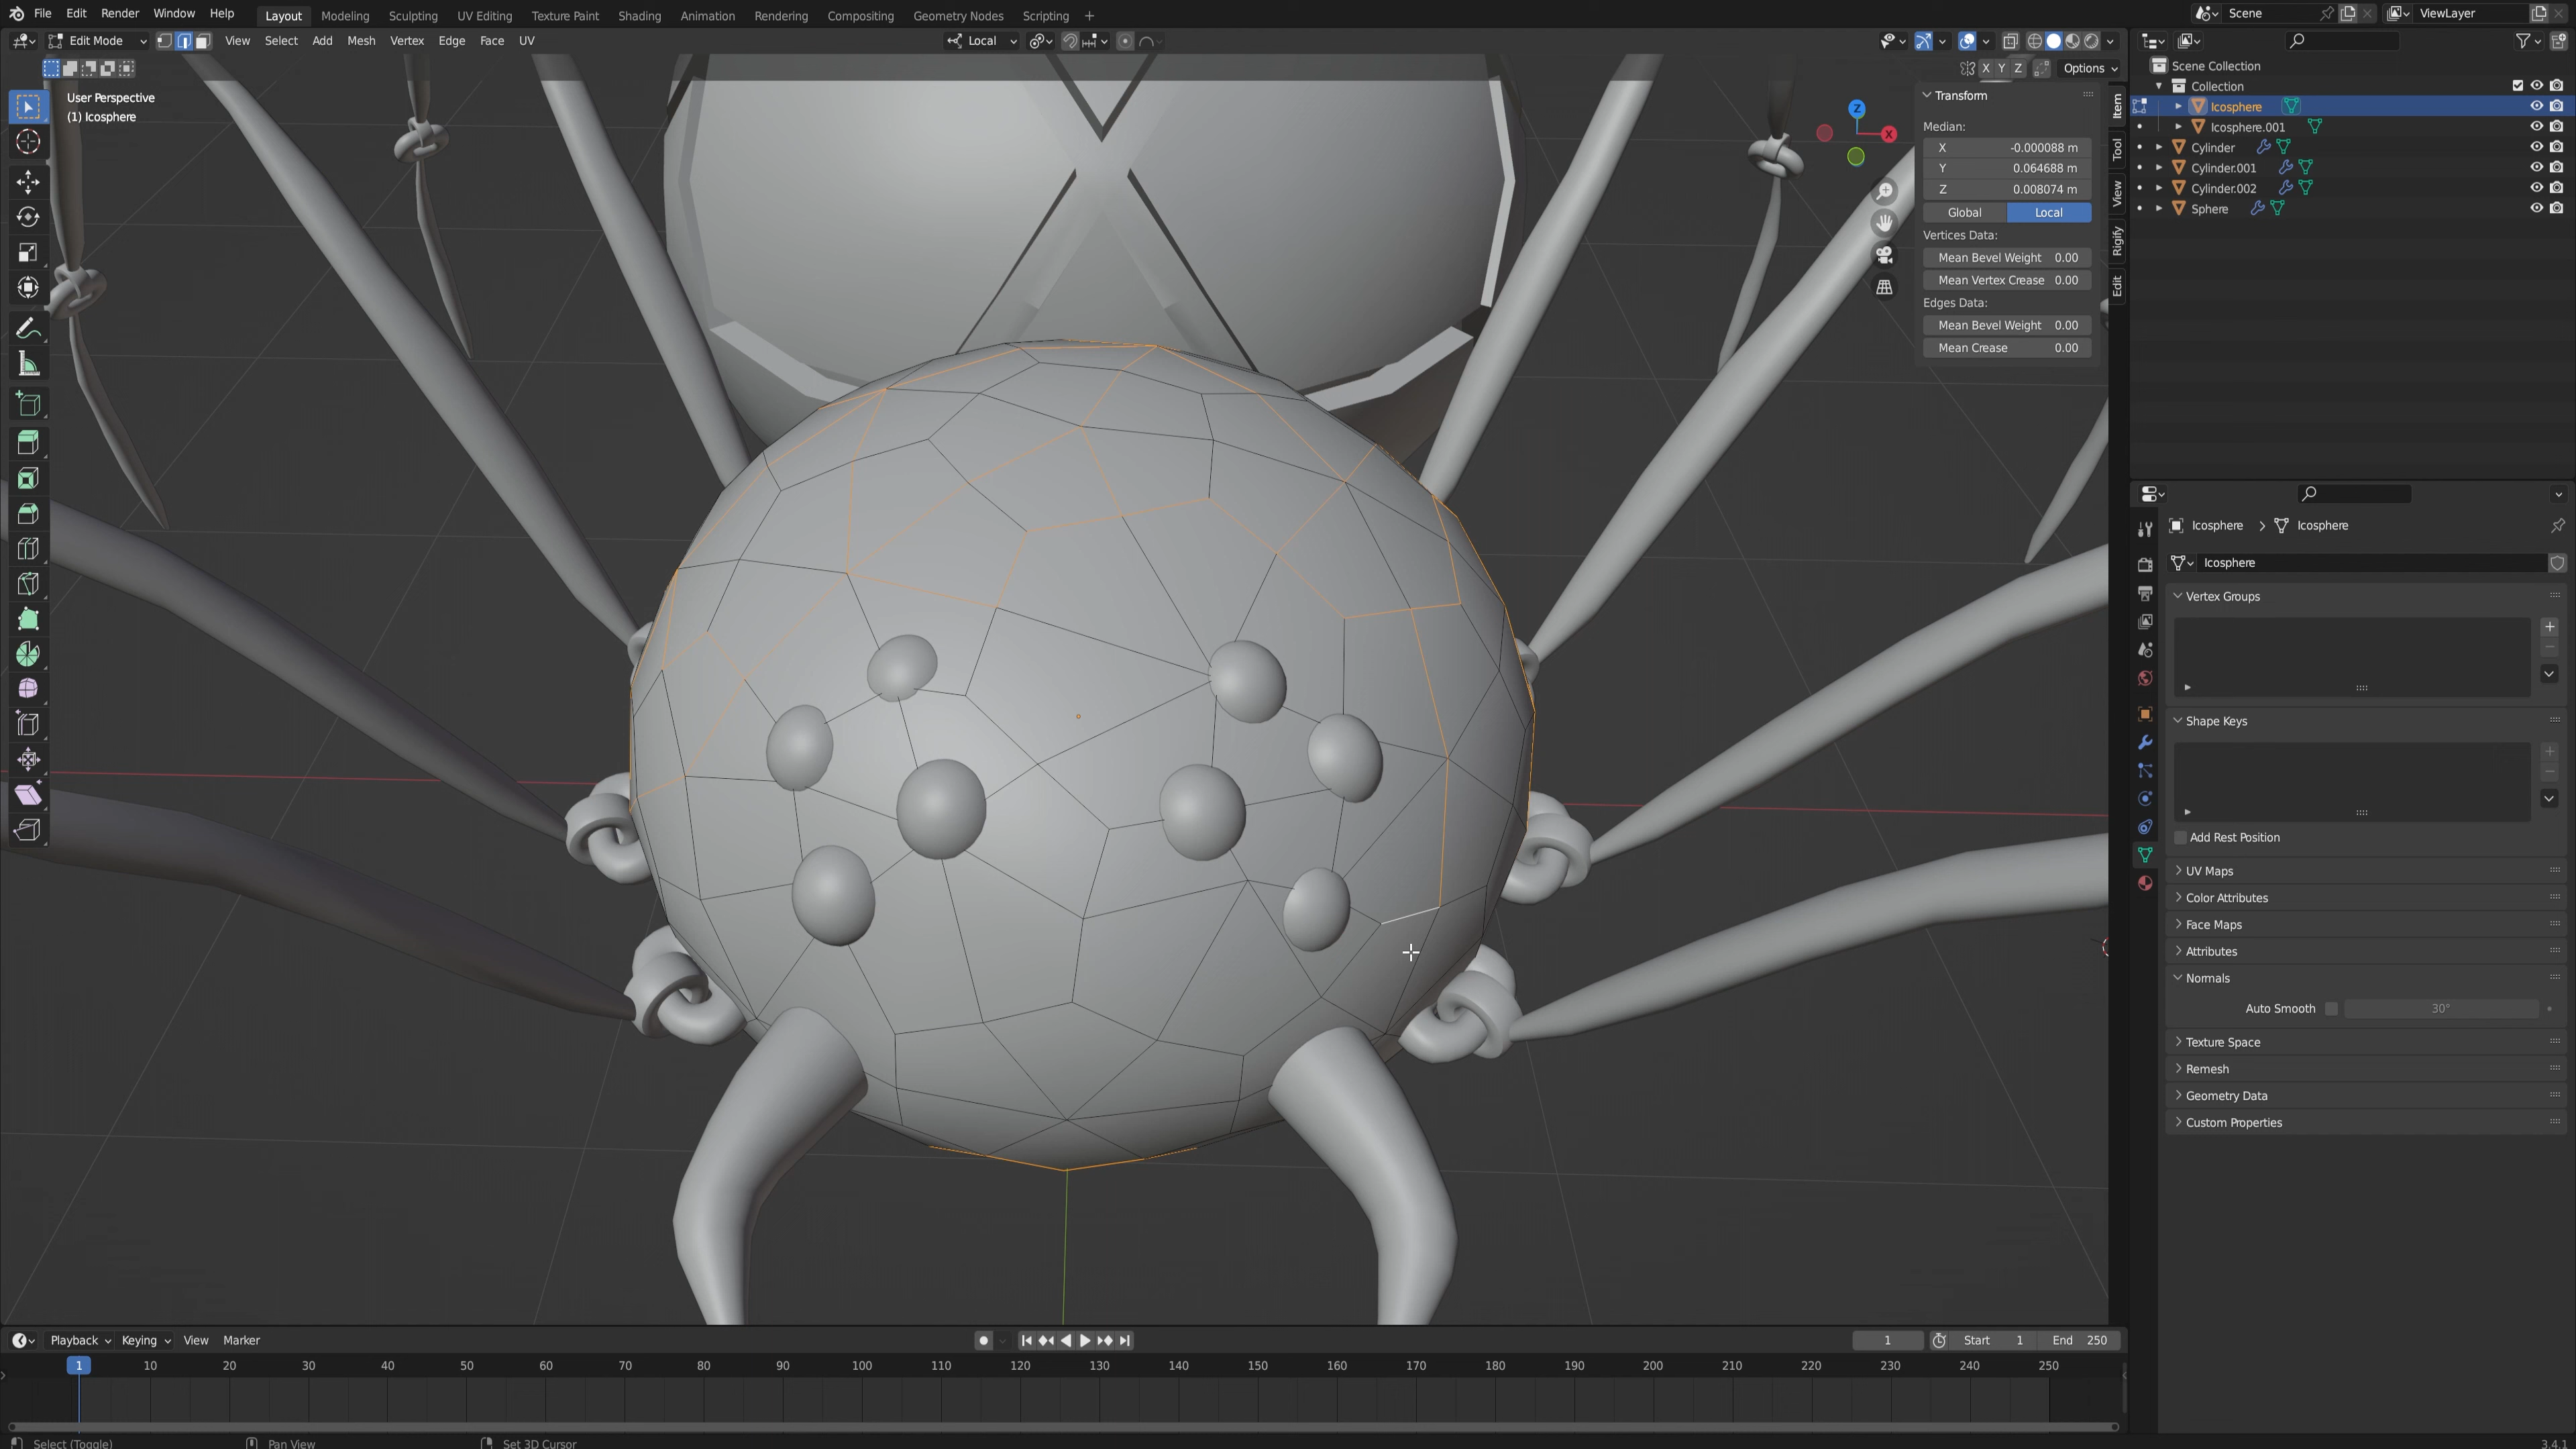 File Edit Render Window Help Layout Modeling Sculpting UV Editing Texture Paint Shading Animation Rendering Compositing Geometry Nodes Scripting + Scene ViewLayer
Edit Mode View Select Add Mesh Vertex Edge Face UV Local
X Y Z Options
User Perspective
(1) Icosphere
Z
X
Transform
Median:
X -0.000088 m
Y 0.064688 m
Z 0.008074 m
Global Local
Vertices Data:
Mean Bevel Weight 0.00
Mean Vertex Crease 0.00
Edges Data:
Mean Bevel Weight 0.00
Mean Crease 0.00
Item
Tool
View
Rigify
Edit
Scene Collection
Collection
Icosphere
Icosphere.001
Cylinder
Cylinder.001
Cylinder.002
Sphere
Icosphere > Icosphere
Icosphere
Vertex Groups
Shape Keys
Add Rest Position
UV Maps
Color Attributes
Face Maps
Attributes
Normals
Auto Smooth 30°
Texture Space
Remesh
Geometry Data
Custom Properties
Playback Keying View Marker 1 Start 1 End 250
1 10 20 30 40 50 60 70 80 90 100 110 120 130 140 150 160 170 180 190 200 210 220 230 240 250
Select (Toggle) Pan View Set 3D Cursor 3.4.1